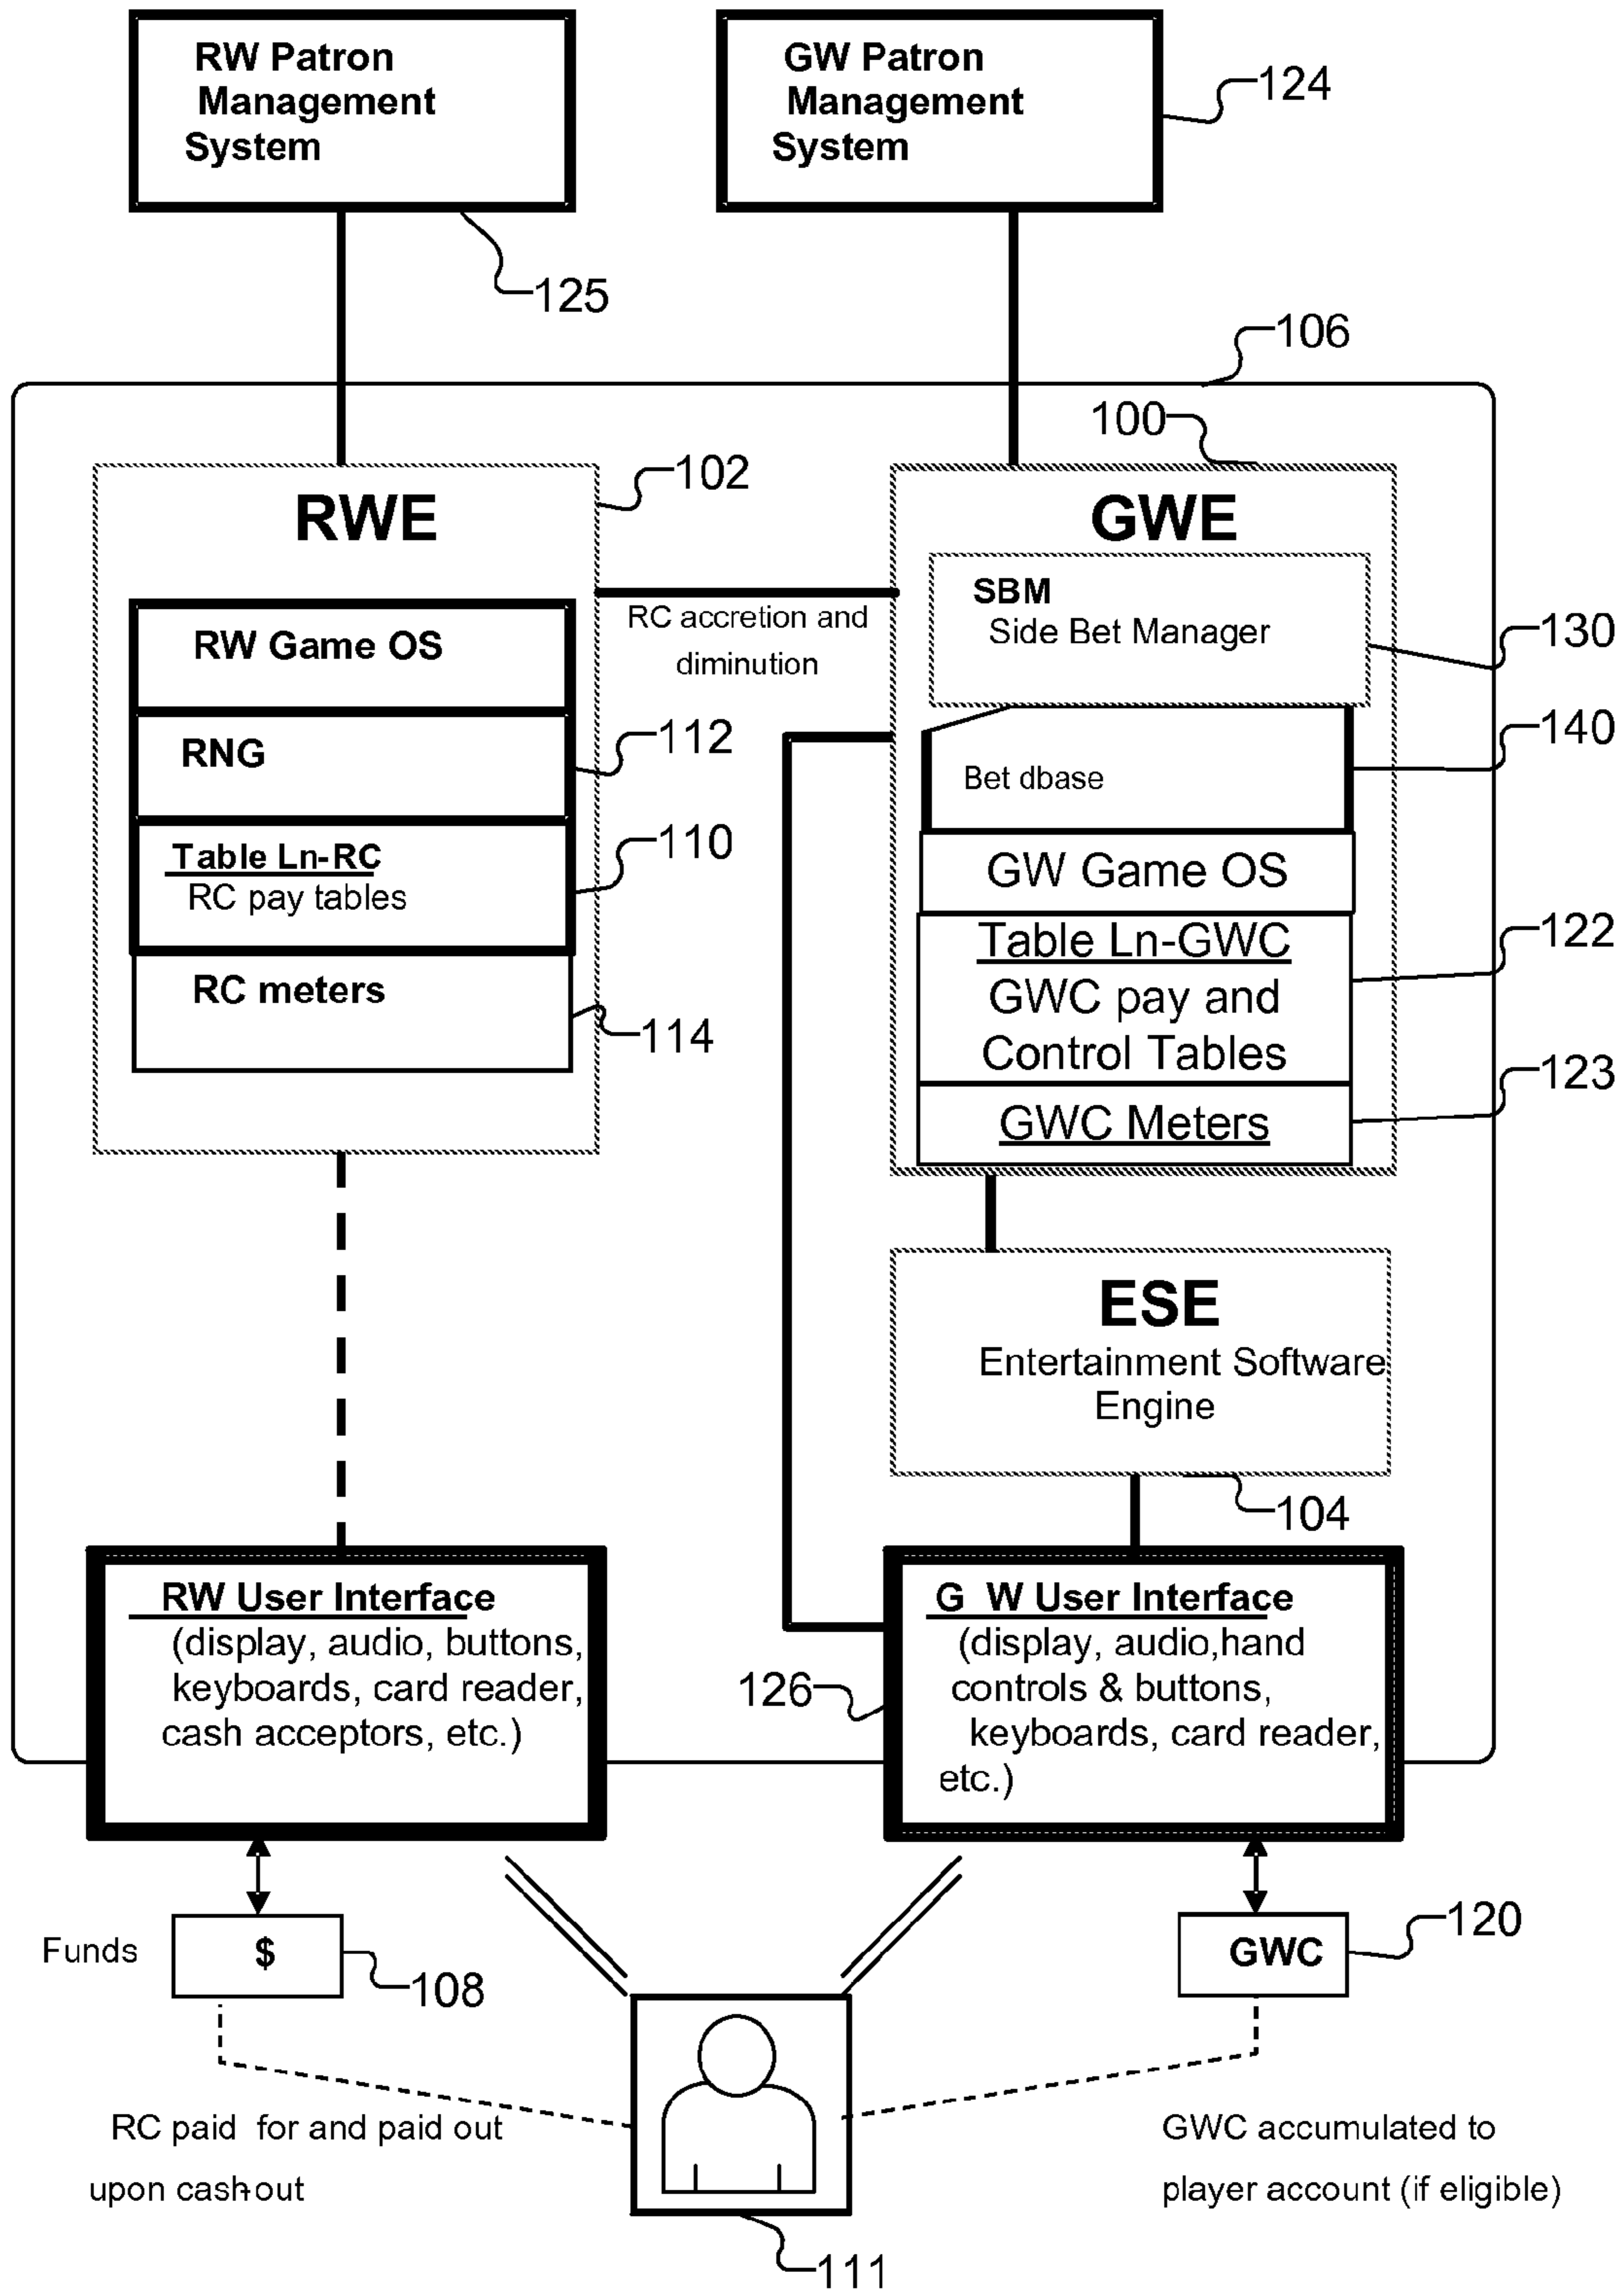 RW Patron
Management
System
125
GW Patron
Management
System
124
106
100
RWE
102
RW Game OS
RNG
112
Table Ln-RC
RC pay tables
110
RC meters
114
RC accretion and
diminution
GWE
SBM
Side Bet Manager
130
Bet dbase
140
GW Game OS
Table Ln-GWC
GWC pay and
Control Tables
122
GWC Meters
123
ESE
Entertainment Software
Engine
104
RW User Interface
(display, audio, buttons,
keyboards, card reader,
cash acceptors, etc.)
G W User Interface
(display, audio,hand
controls & buttons,
keyboards, card reader,
etc.)
126
Funds
$
108
GWC
120
RC paid for and paid out
upon cash-out
GWC accumulated to
player account (if eligible)
111